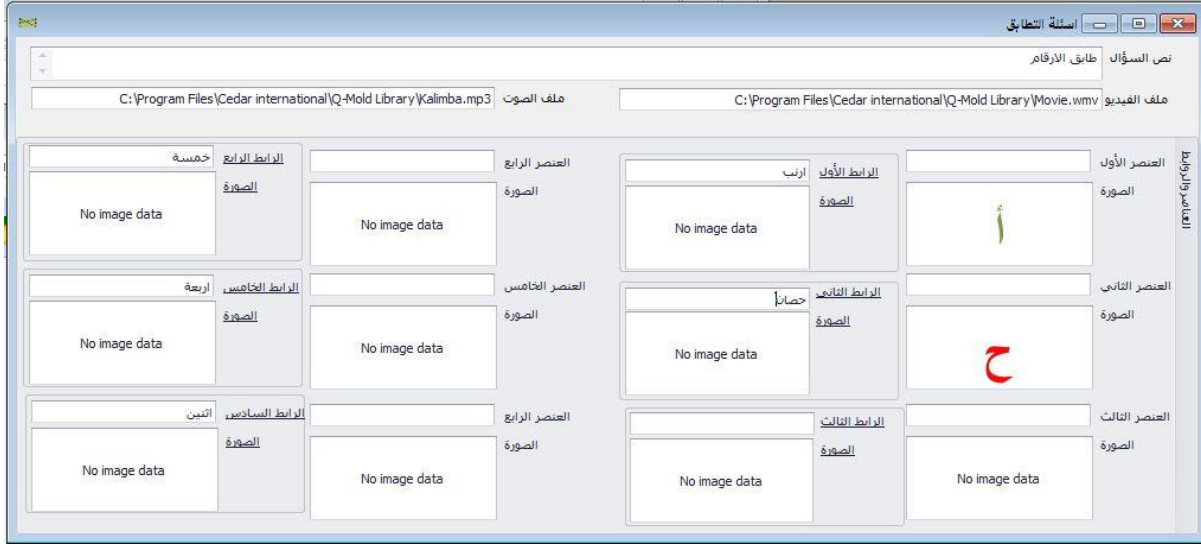 اسئلة التطابق
نص السؤال طابق الارقام
ملف الفيديو C:\Program Files\Cedar international\Q-Mold Library\Movie.wmv ملف الصوت C:\Program Files\Cedar international\Q-Mold Library\Kalimba.mp3
العناصر والروابط
العنصر الأول
الصورة
أ
الرابط الأول ارنب
الصورة
No image data
العنصر الرابع
الصورة
No image data
الرابط الرابع خمسة
الصورة
No image data
العنصر الثاني
الصورة
ح
الرابط الثاني حصان
الصورة
No image data
العنصر الخامس
الصورة
No image data
الرابط الخامس اربعة
الصورة
No image data
العنصر الثالث
الصورة
No image data
الرابط الثالث
الصورة
No image data
العنصر الرابع
الصورة
No image data
الرابط السادس اثنين
الصورة
No image data